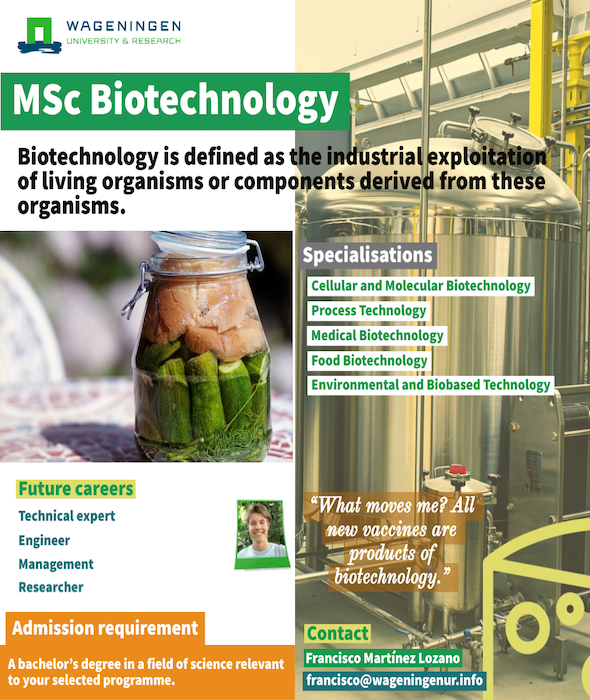 WAGENINGEN
UNIVERSITY & RESEARCH
MSc Biotechnology
Biotechnology is defined as the industrial exploitation
of living organisms or components derived from these
organisms.
Specialisations
Cellular and Molecular Biotechnology
Process Technology
Medical Biotechnology
Food Biotechnology
Environmental and Biobased Technology
Future careers
Technical expert
Engineer
Management
Researcher
“What moves me? All
new vaccines are
products of
biotechnology.”
Admission requirement
A bachelor’s degree in a field of science relevant
to your selected programme.
Contact
Francisco Martínez Lozano
francisco@wageningenur.info